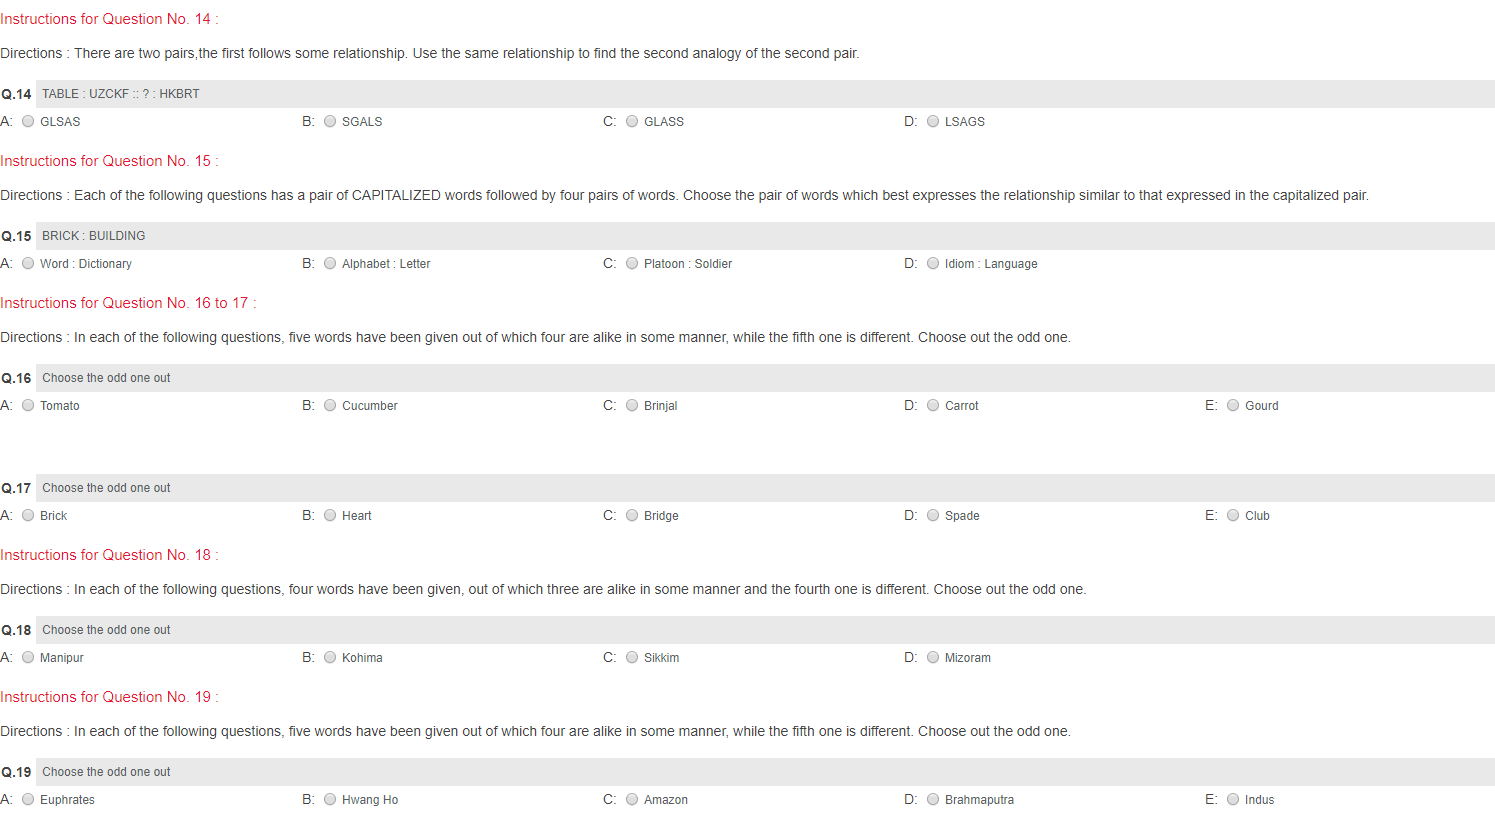 Instructions for Question No. 14 :
Directions : There are two pairs,the first follows some relationship. Use the same relationship to find the second analogy of the second pair.
Q.14 TABLE : UZCKF :: ? : HKBRT
A: GLSAS B: SGALS C: GLASS D: LSAGS
Instructions for Question No. 15 :
Directions : Each of the following questions has a pair of CAPITALIZED words followed by four pairs of words. Choose the pair of words which best expresses the relationship similar to that expressed in the capitalized pair.
Q.15 BRICK : BUILDING
A: Word : Dictionary B: Alphabet : Letter C: Platoon : Soldier D: Idiom : Language
Instructions for Question No. 16 to 17 :
Directions : In each of the following questions, five words have been given out of which four are alike in some manner, while the fifth one is different. Choose out the odd one.
Q.16 Choose the odd one out
A: Tomato B: Cucumber C: Brinjal D: Carrot E: Gourd
Q.17 Choose the odd one out
A: Brick B: Heart C: Bridge D: Spade E: Club
Instructions for Question No. 18 :
Directions : In each of the following questions, four words have been given, out of which three are alike in some manner and the fourth one is different. Choose out the odd one.
Q.18 Choose the odd one out
A: Manipur B: Kohima C: Sikkim D: Mizoram
Instructions for Question No. 19 :
Directions : In each of the following questions, five words have been given out of which four are alike in some manner, while the fifth one is different. Choose out the odd one.
Q.19 Choose the odd one out
A: Euphrates B: Hwang Ho C: Amazon D: Brahmaputra E: Indus